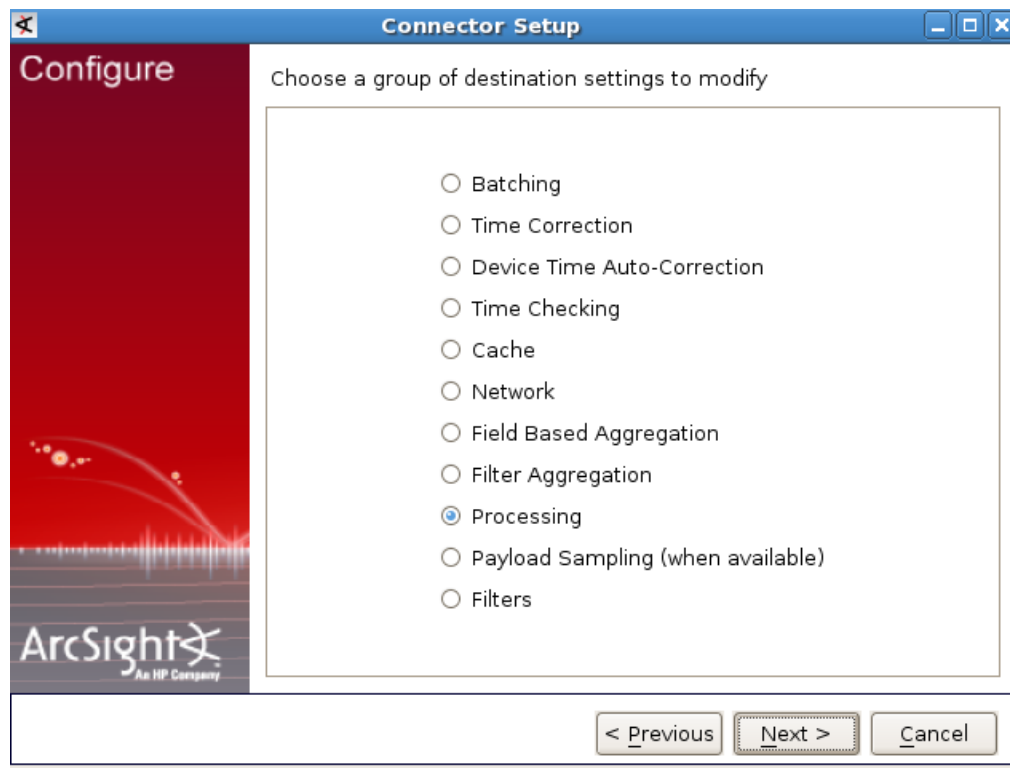 Connector Setup
Configure
Choose a group of destination settings to modify
Batching
Time Correction
Device Time Auto-Correction
Time Checking
Cache
Network
Field Based Aggregation
Filter Aggregation
Processing
Payload Sampling (when available)
Filters
ArcSight
An HP Company
< Previous
Next >
Cancel